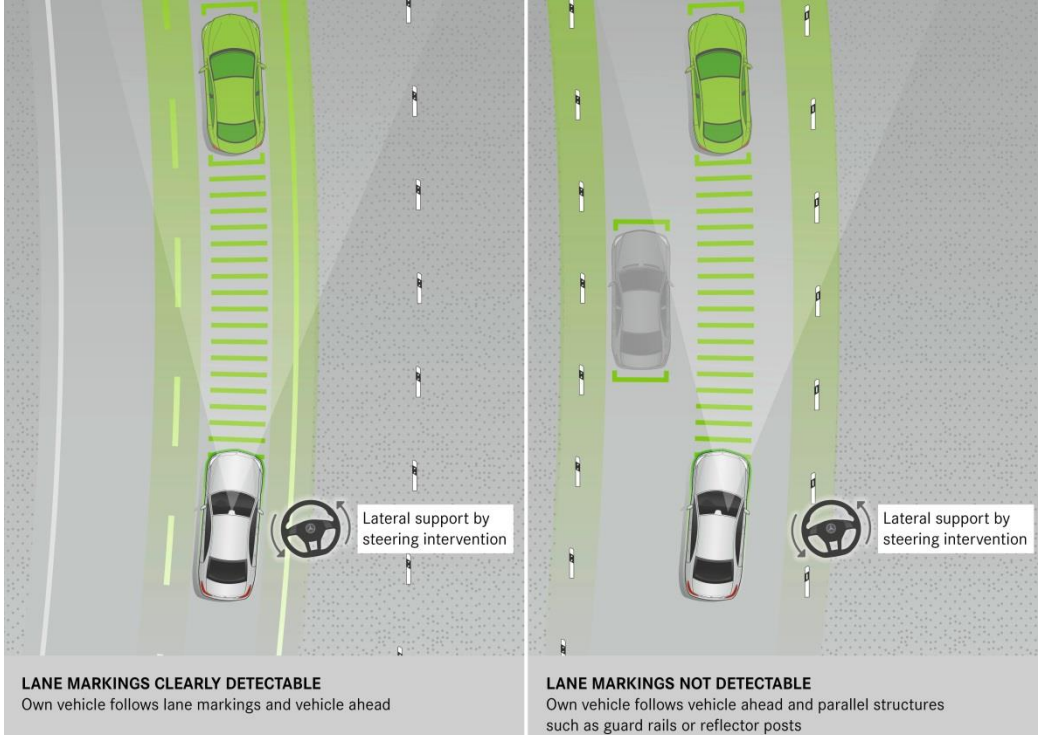 Lateral support by
steering intervention
LANE MARKINGS CLEARLY DETECTABLE
Own vehicle follows lane markings and vehicle ahead
Lateral support by
steering intervention
LANE MARKINGS NOT DETECTABLE
Own vehicle follows vehicle ahead and parallel structures
such as guard rails or reflector posts